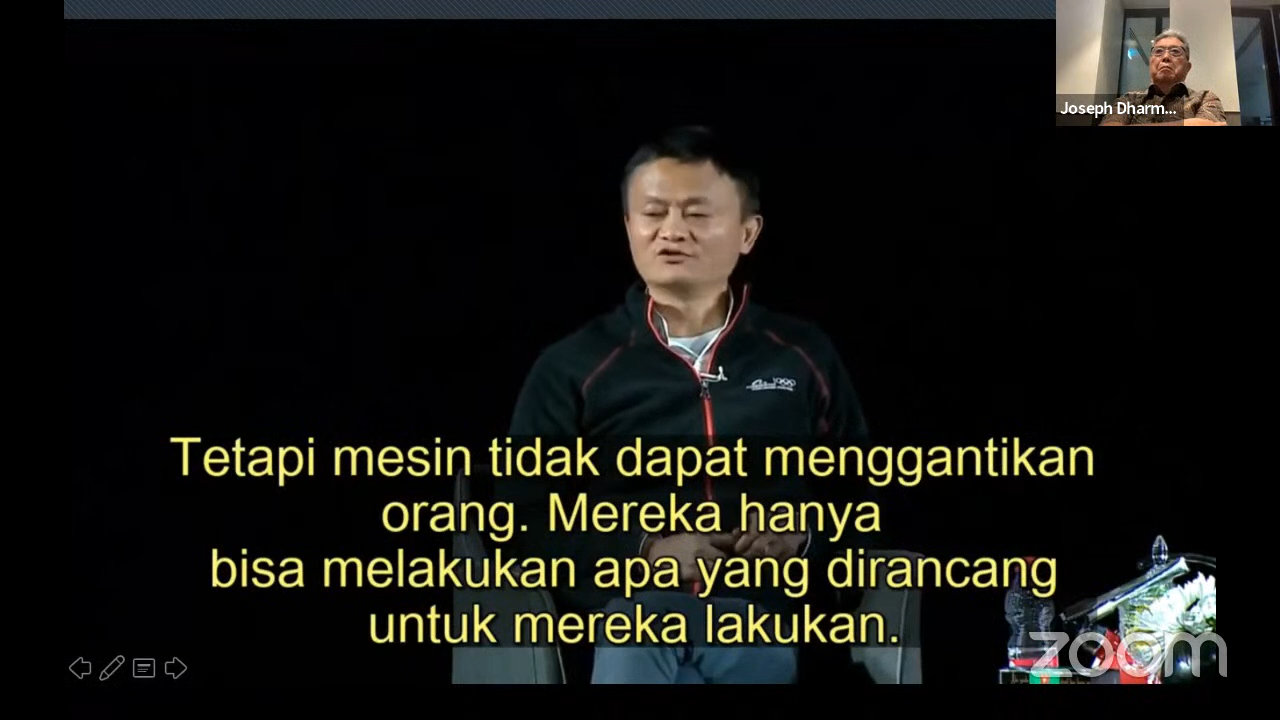 Joseph Dharm...
Tetapi mesin tidak dapat menggantikan
orang. Mereka hanya
bisa melakukan apa yang dirancang
untuk mereka lakukan.
zoom